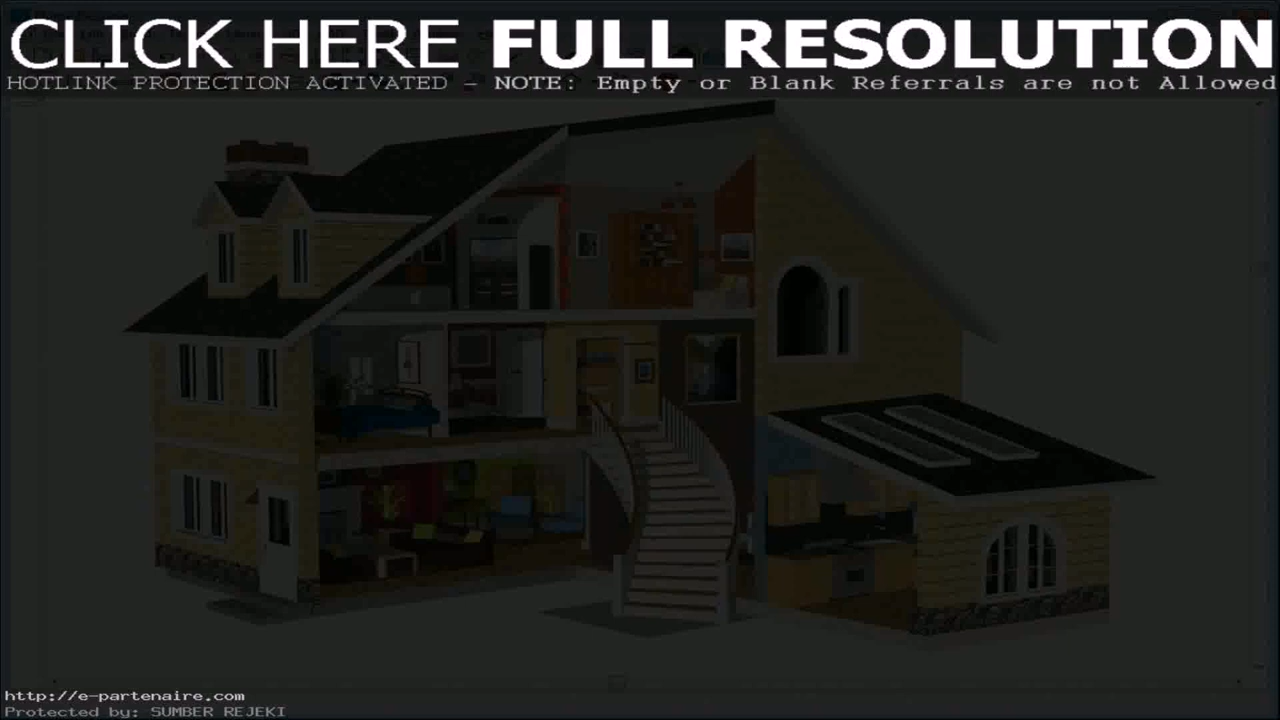 CLICK HERE FULL RESOLUTION
HOTLINK PROTECTION ACTIVATED - NOTE: Empty or Blank Referrals are not Allowed
http://e-partenaire.com
Protected by: SUMBER REJEKI